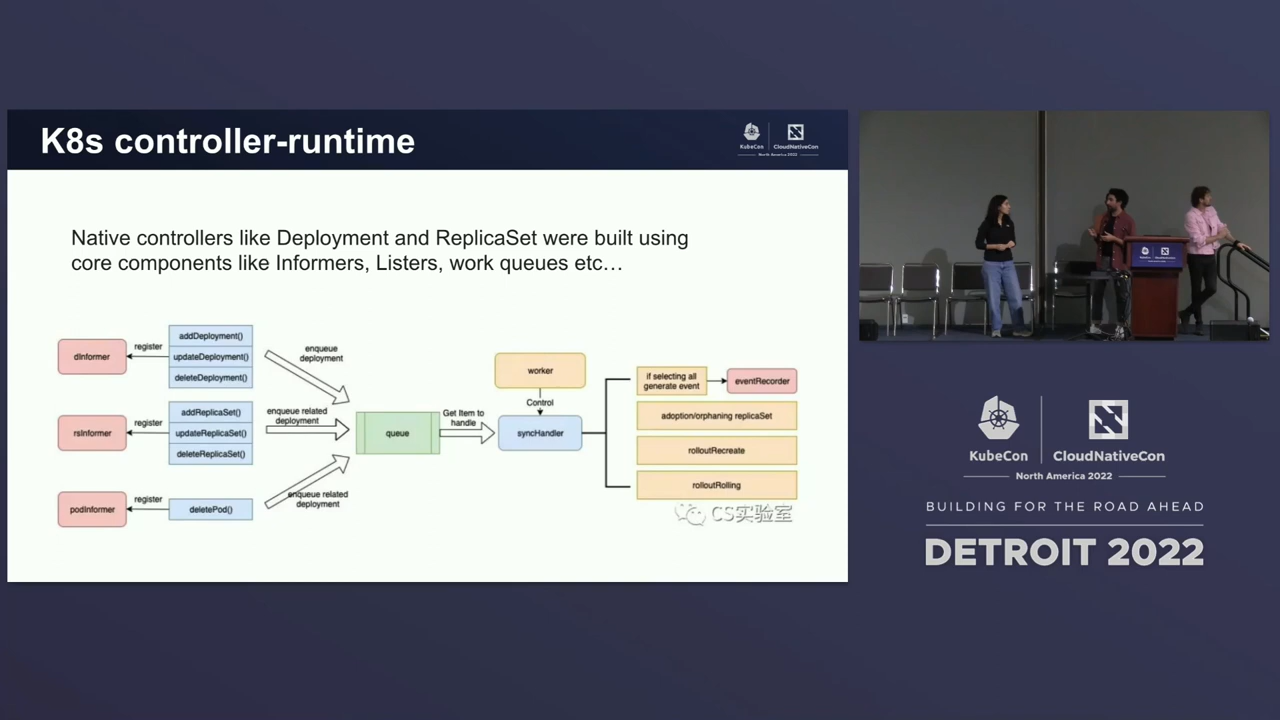 K8s controller-runtime
KubeCon
CloudNativeCon
North America 2022
Native controllers like Deployment and ReplicaSet were built using
core components like Informers, Listers, work queues etc…
dInformer
register
addDeployment()
updateDeployment()
deleteDeployment()
enqueue
deployment
rsInformer
register
addReplicaSet()
updateReplicaSet()
deleteReplicaSet()
enqueue related
deployment
podInformer
register
deletePod()
enqueue related
deployment
queue
Get Item to
handle
worker
Control
syncHandler
if selecting all
generate event
eventRecorder
adoption/orphaning replicaSet
rolloutRecreate
rolloutRolling
CS实验室
KubeCon
CloudNativeCon
North America 2022
BUILDING FOR THE ROAD AHEAD
DETROIT 2022